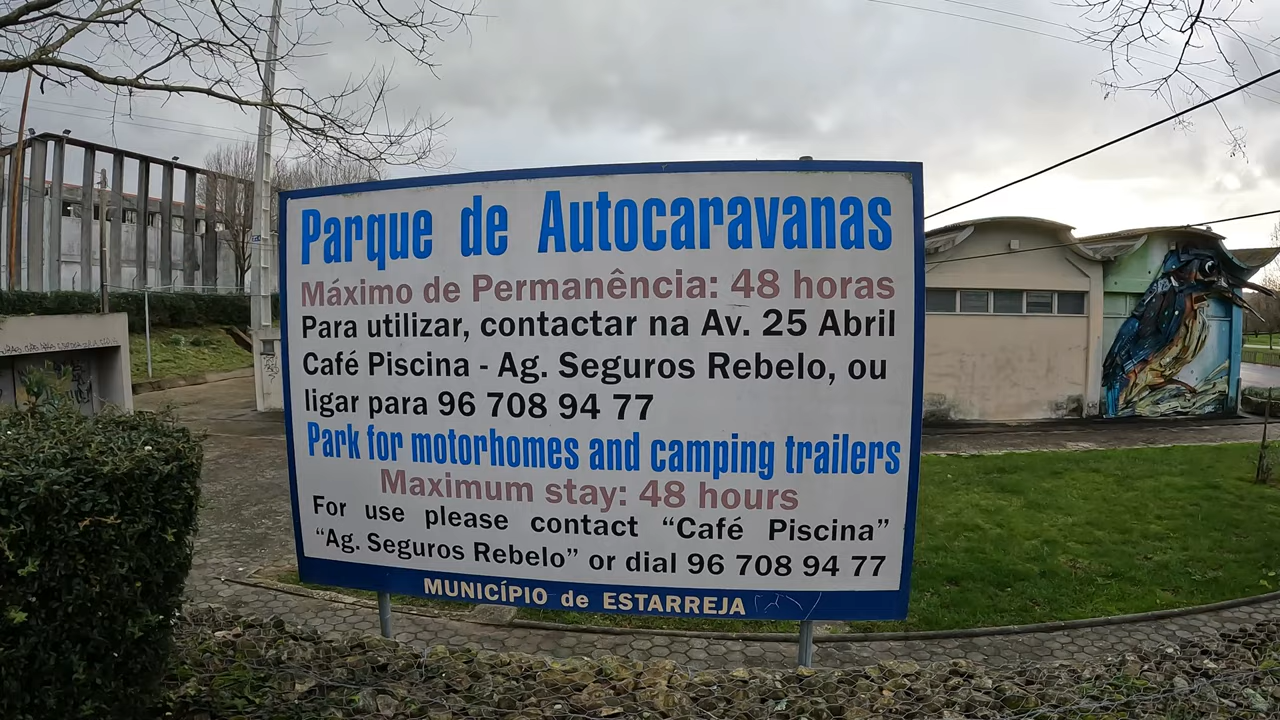 Parque de Autocaravanas
Máximo de Permanência: 48 horas
Para utilizar, contactar na Av. 25 Abril
Café Piscina - Ag. Seguros Rebelo, ou
ligar para 96 708 94 77
Park for motorhomes and camping trailers
Maximum stay: 48 hours
For use please contact “Café Piscina”
“Ag. Seguros Rebelo” or dial 96 708 94 77
MUNICÍPIO de ESTARREJA